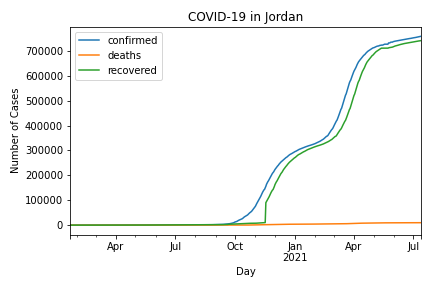 COVID-19 in Jordan
confirmed
deaths
recovered
Number of Cases
700000
600000
500000
400000
300000
200000
100000
0
Apr
Jul
Oct
Jan
2021
Apr
Jul
Day